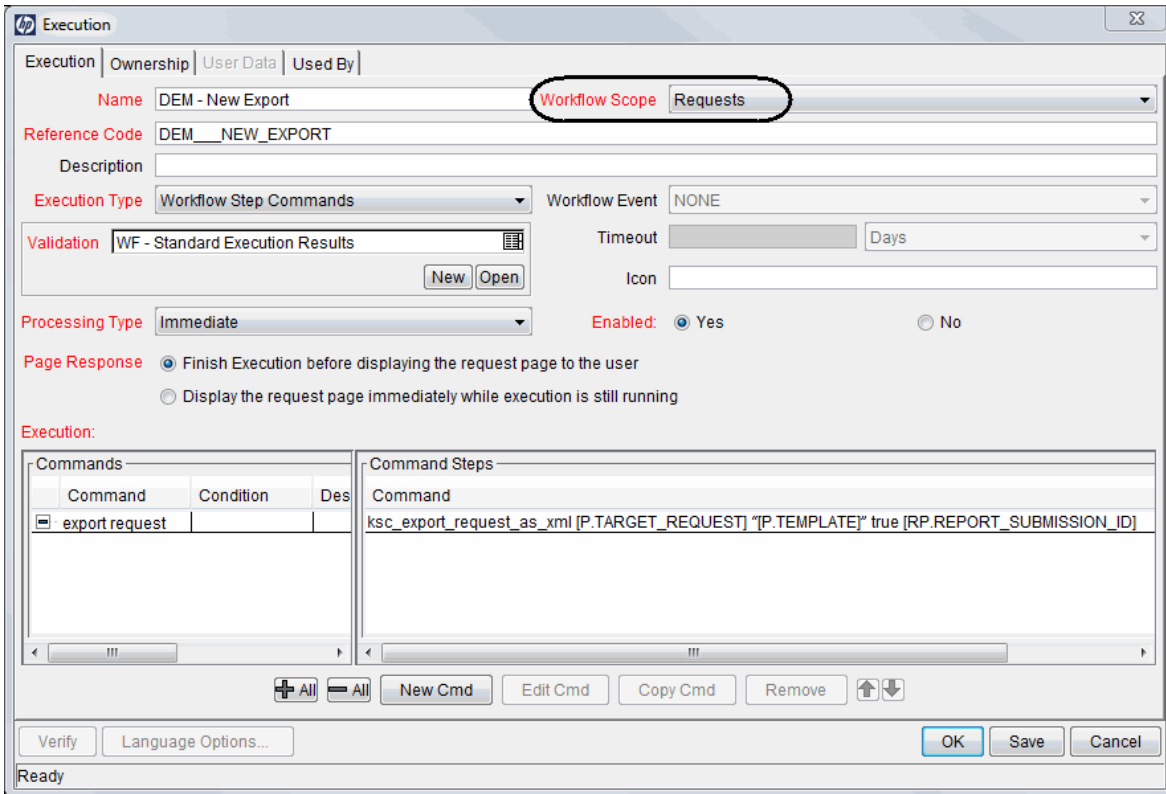 hp Execution
Execution Ownership User Data Used By
Name DEM - New Export Workflow Scope Requests
Reference Code DEM___NEW_EXPORT
Description
Execution Type Workflow Step Commands Workflow Event NONE
Validation WF - Standard Execution Results Timeout Days
New Open Icon
Processing Type Immediate Enabled: Yes No
Page Response Finish Execution before displaying the request page to the user
Display the request page immediately while execution is still running
Execution:
Commands Command Steps
Command Condition Des Command
export request ksc_export_request_as_xml [P.TARGET_REQUEST] “[P.TEMPLATE]” true [RP.REPORT_SUBMISSION_ID]
All All New Cmd Edit Cmd Copy Cmd Remove
Verify Language Options... OK Save Cancel
Ready